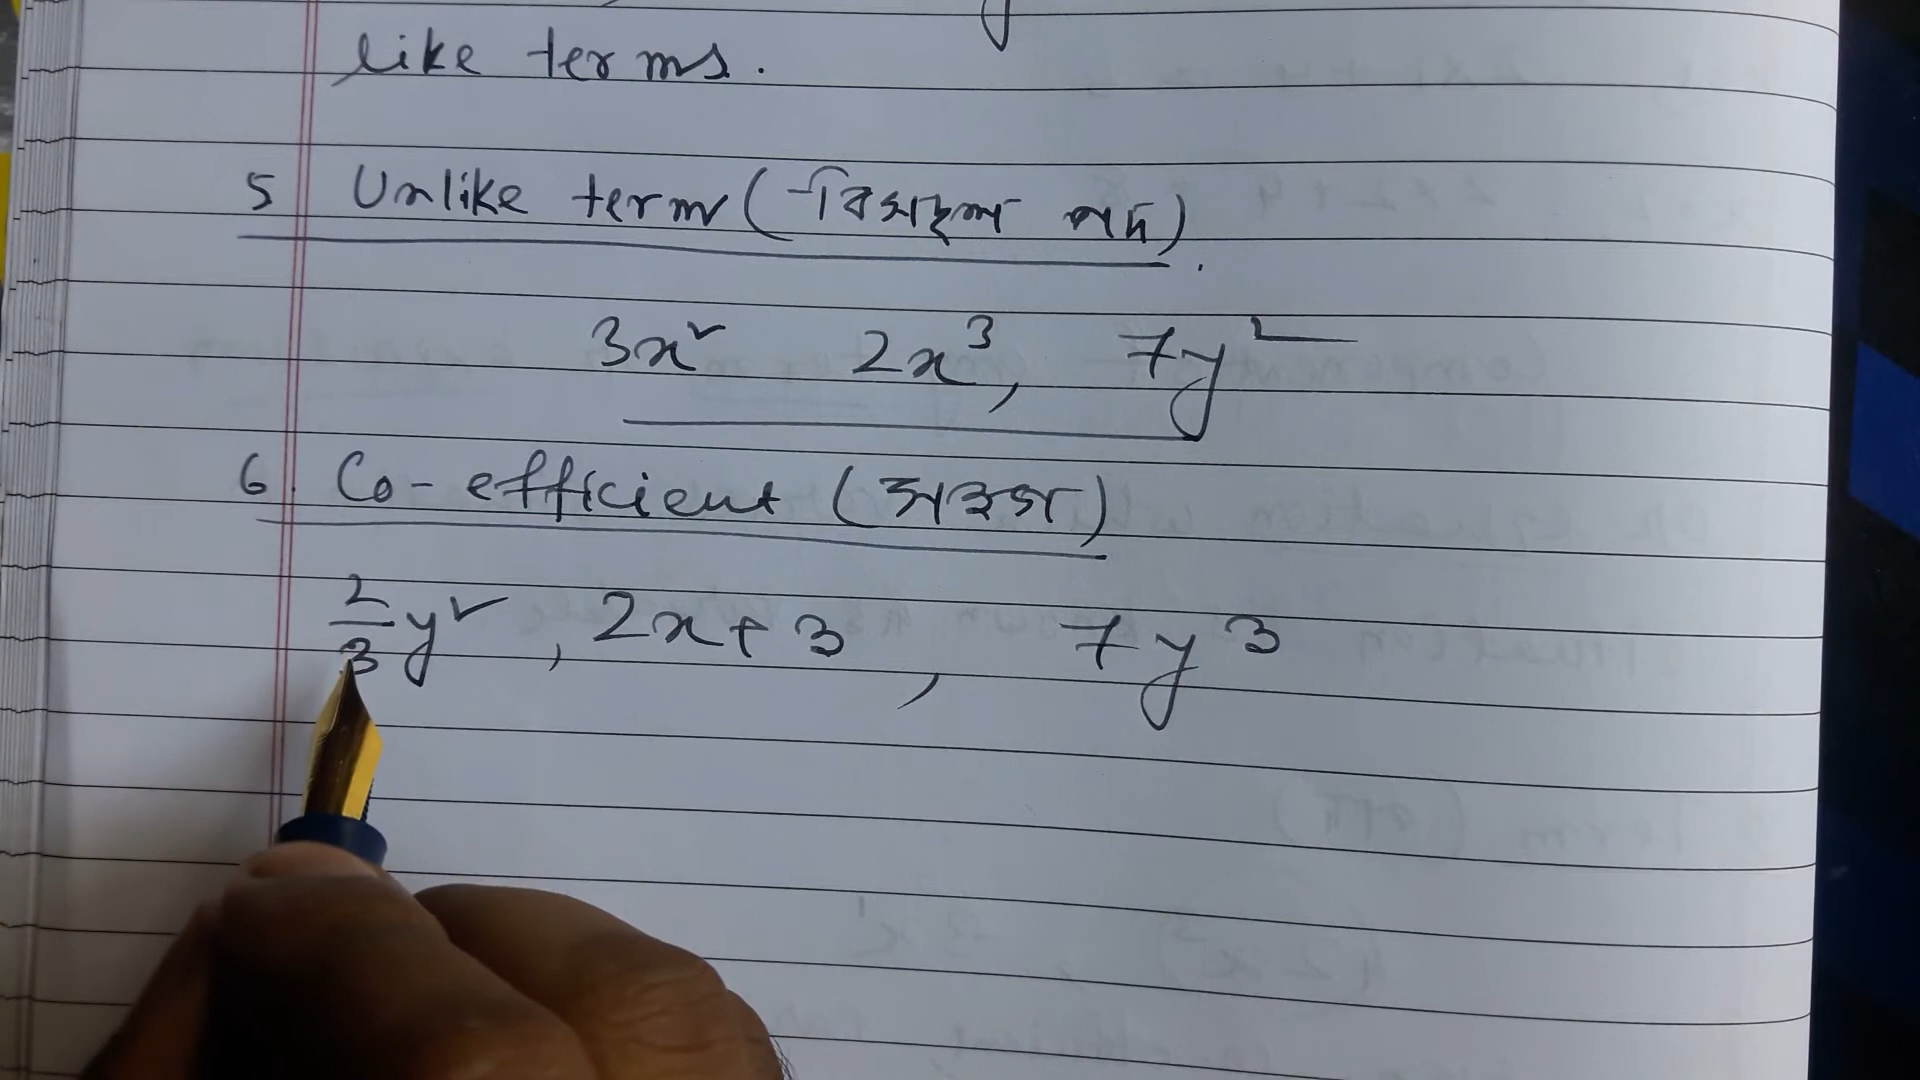 like terms.
5 Unlike term (বিসদৃশ পদ).
3x² 2x³, 7y²
6. Co-efficient (সহগ)
2/3 y², 2x+3, 7y³